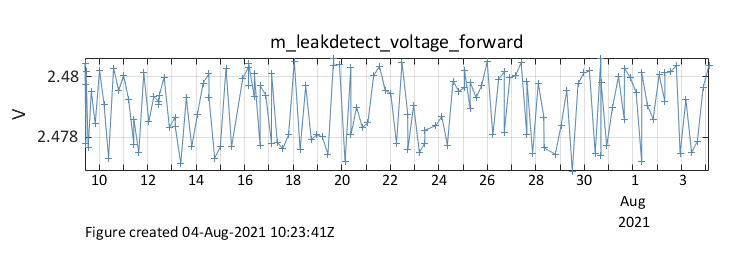 m_leakdetect_voltage_forward
2.48
2.478
V
10 12 14 16 18 20 22 24 26 28 30 1 3
Aug
2021
Figure created 04-Aug-2021 10:23:41Z